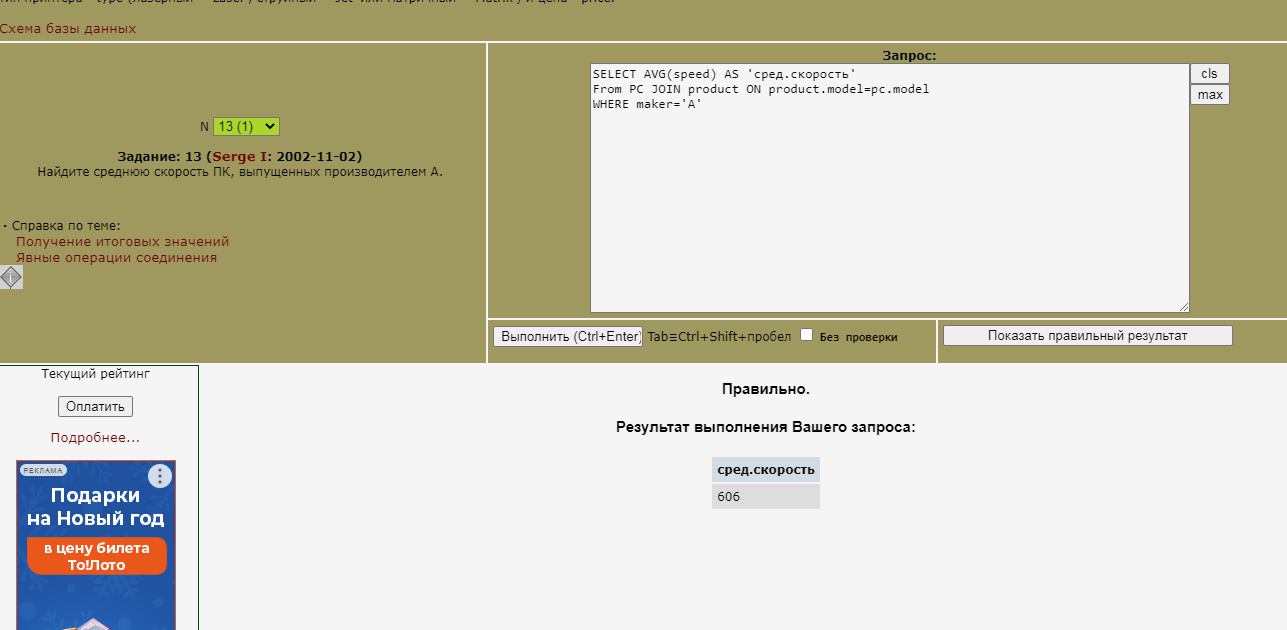 Схема базы данных
Запрос:
SELECT AVG(speed) AS 'сред.скорость'
From PC JOIN product ON product.model=pc.model
WHERE maker='A'
cls
max
N 13 (1)
Задание: 13 (Serge I: 2002-11-02)
Найдите среднюю скорость ПК, выпущенных производителем A.
· Справка по теме:
Получение итоговых значений
Явные операции соединения
Выполнить (Ctrl+Enter) Tab≡Ctrl+Shift+пробел Без проверки
Показать правильный результат
Текущий рейтинг
Оплатить
Подробнее...
РЕКЛАМА
Подарки
на Новый год
в цену билета
То!Лото
Правильно.
Результат выполнения Вашего запроса:
сред.скорость
606